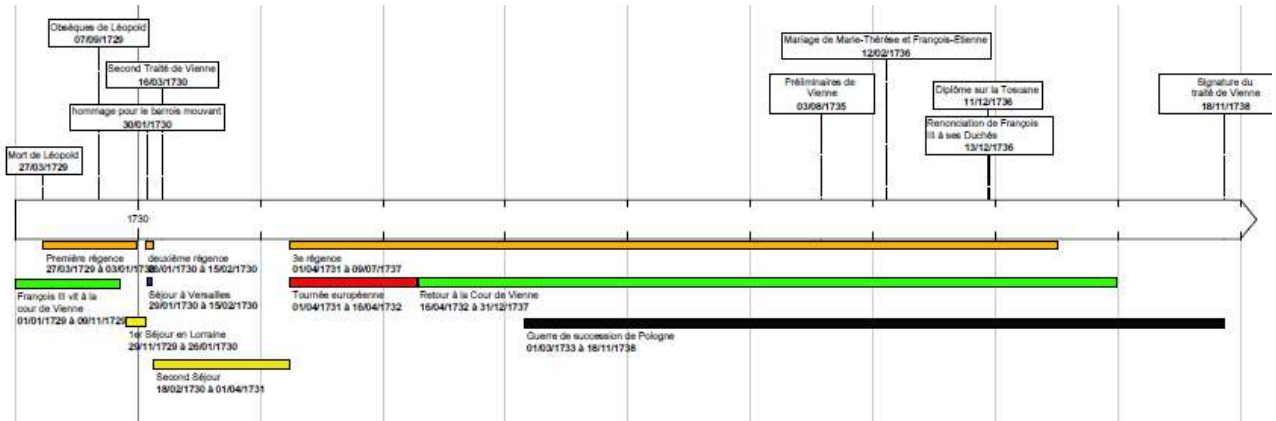 Obsèques de Léopold
07/09/1729
Second Traité de Vienne
16/03/1730
hommage pour le barrois mouvant
30/01/1730
Mort de Léopold
27/03/1729
Mariage de Marie-Thérèse et François-Etienne
12/02/1736
Préliminaires de
Vienne
03/08/1735
Diplôme sur la Toscane
11/12/1736
Renonciation de François
III à ses Duchés
13/12/1736
Signature du
traité de Vienne
18/11/1738
1730
Première régence
27/03/1729 à 03/01/1730
deuxième régence
26/01/1730 à 15/02/1730
3e régence
01/04/1731 à 09/07/1737
François III vit à la
cour de Vienne
01/01/1729 à 09/11/1729
Séjour à Versailles
29/01/1730 à 15/02/1730
Tournée européenne
01/04/1731 à 16/04/1732
Retour à la Cour de Vienne
16/04/1732 à 31/12/1737
1er Séjour en Lorraine
29/11/1729 à 26/01/1730
Guerre de succession de Pologne
01/03/1733 à 18/11/1738
Second Séjour
18/02/1730 à 01/04/1731